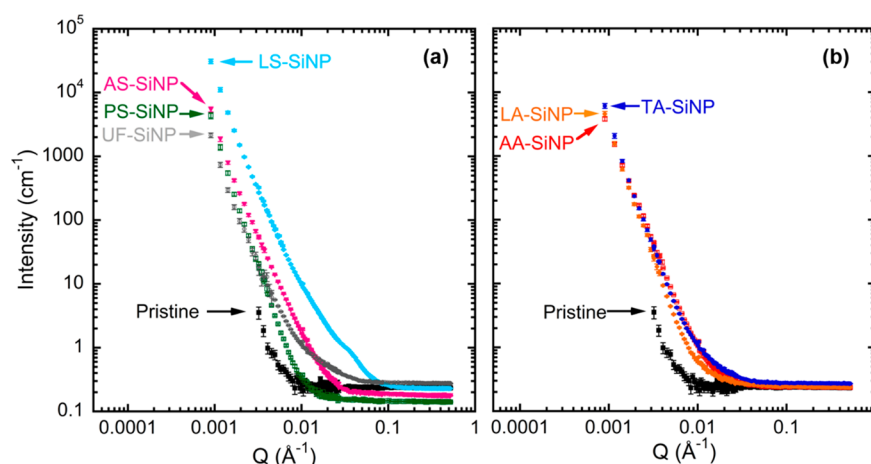 (a)
10⁵
10⁴
1000
100
10
1
0.1
Intensity (cm⁻¹)
LS-SiNP
AS-SiNP
PS-SiNP
UF-SiNP
Pristine
0.0001 0.001 0.01 0.1 1
Q (Å⁻¹)
(b)
LA-SiNP
TA-SiNP
AA-SiNP
Pristine
0.0001 0.001 0.01 0.1
Q (Å⁻¹)